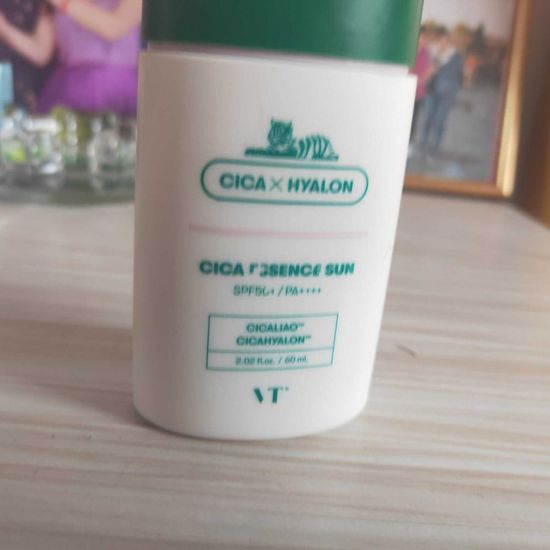 CICA × HYALON
CICA ESSENCE SUN
SPF50+ / PA++++
CICALIAO™
CICAHYALON™
2.02 fl.oz. / 60 mL
VT